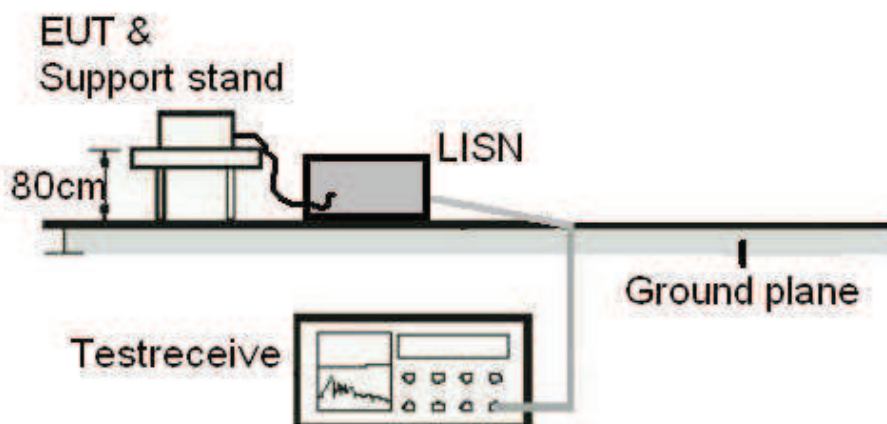 EUT &
Support stand
LISN
80cm
Ground plane
Testreceive